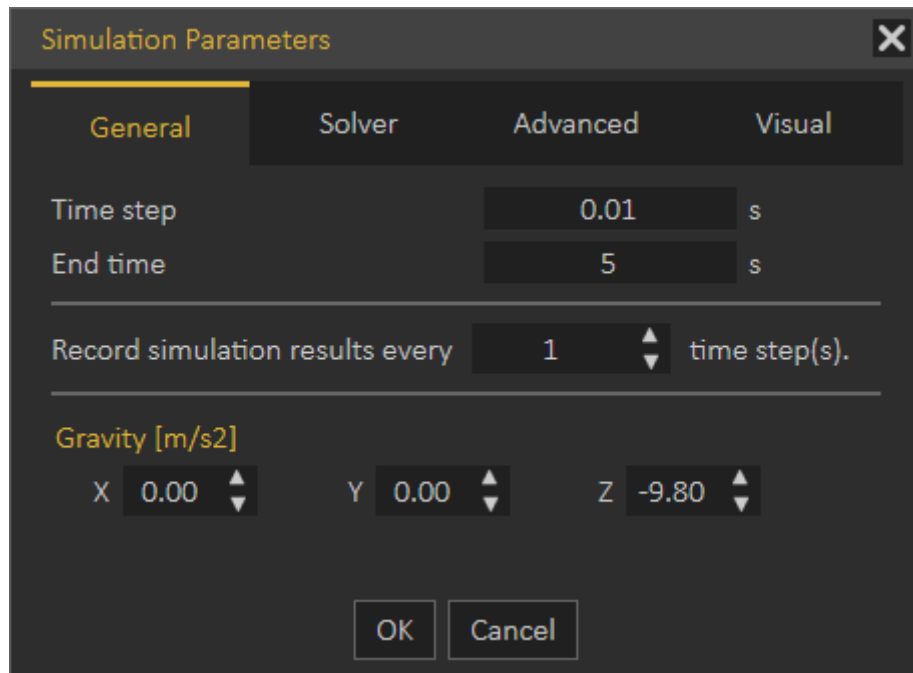 Simulation Parameters
General Solver Advanced Visual
Time step 0.01 s
End time 5 s
Record simulation results every 1 time step(s).
Gravity [m/s2]
X 0.00 Y 0.00 Z -9.80
OK Cancel